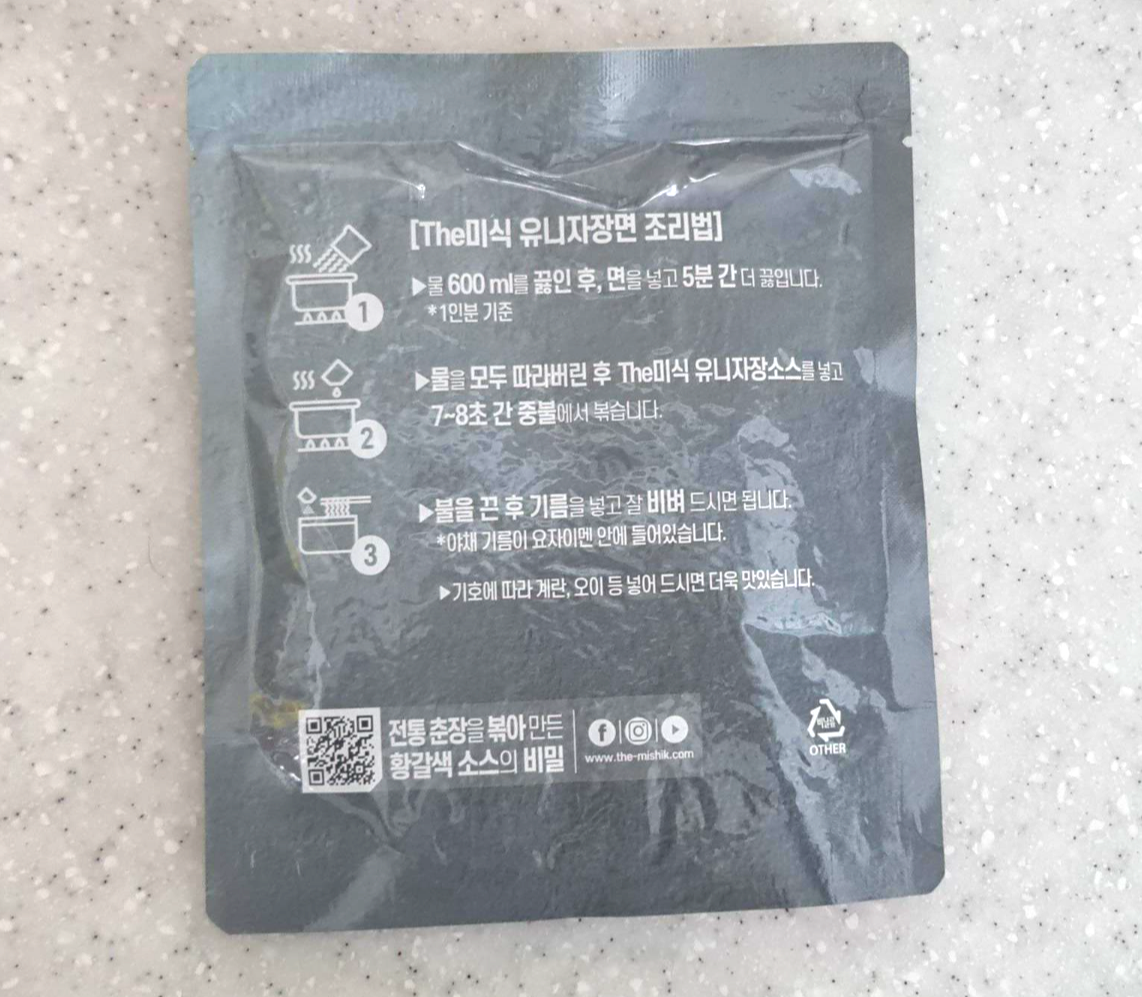 [The미식 유니자장면 조리법]
1
▶물 600 ml를 끓인 후, 면을 넣고 5분 간 더 끓입니다.
*1인분 기준
2
▶물을 모두 따라버린 후 The미식 유니자장소스를 넣고
7~8초 간 중불에서 볶습니다.
3
▶불을 끈 후 기름을 넣고 잘 비벼 드시면 됩니다.
*야채 기름이 요자이멘 안에 들어있습니다.
▶기호에 따라 계란, 오이 등 넣어 드시면 더욱 맛있습니다.
전통 춘장을 볶아 만든
황갈색 소스의 비밀
www.the-mishik.com
OTHER